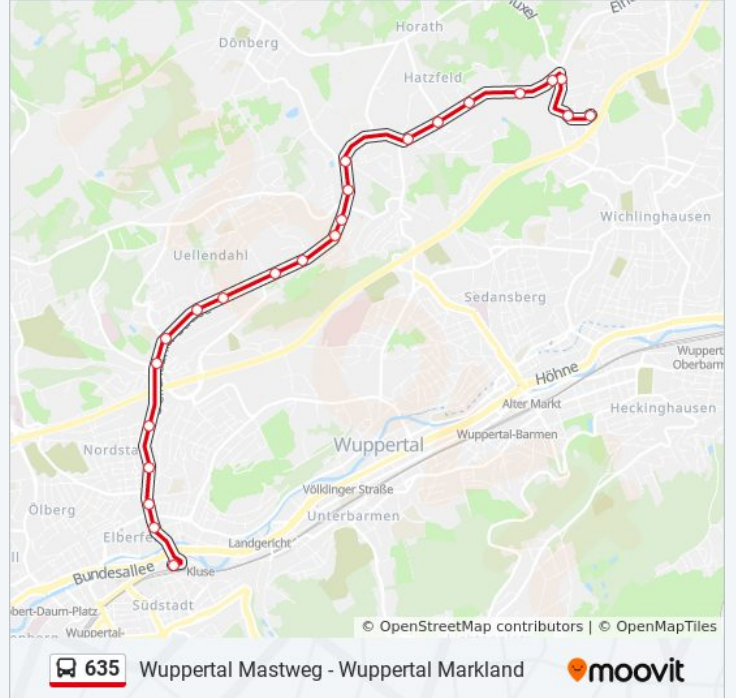 Horath
Dönberg
Hatzfeld
Wichlinghausen
Uellendahl
Sedansberg
Wuppert
Oberbarm
Höhne
Alter Markt
Heckinghausen
Wuppertal-Barmen
Wuppertal
Nordsta
Völklinger Straße
Ölberg
Unterbarmen
Elberfe
Landgericht
Bundesallee
Kluse
bert-Daum-Platz
Südstadt
Wuppertal-
© OpenStreetMap contributors | © OpenMapTiles
635 Wuppertal Mastweg - Wuppertal Markland moovit